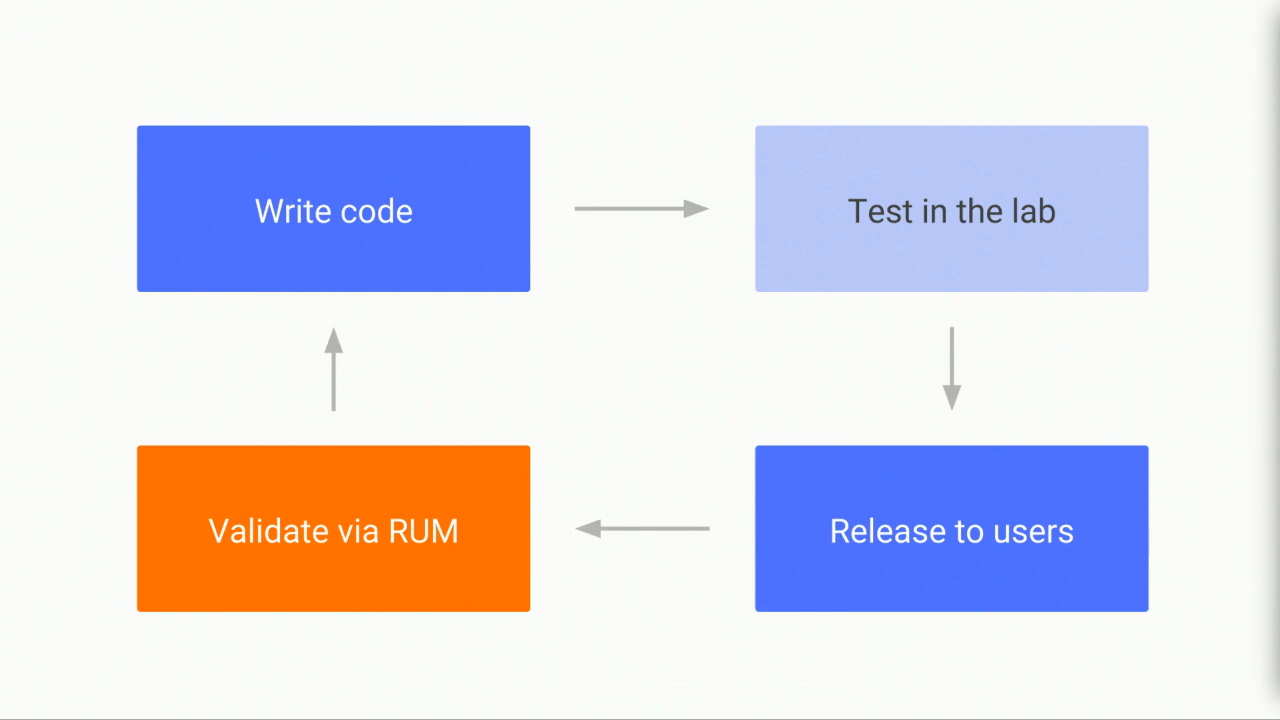 Write code
Test in the lab
Validate via RUM
Release to users